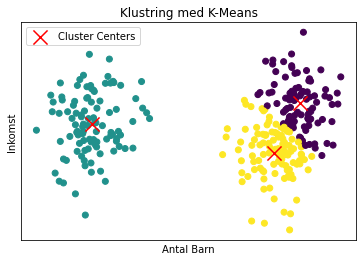 Klustring med K-Means
Cluster Centers
Inkomst
Antal Barn